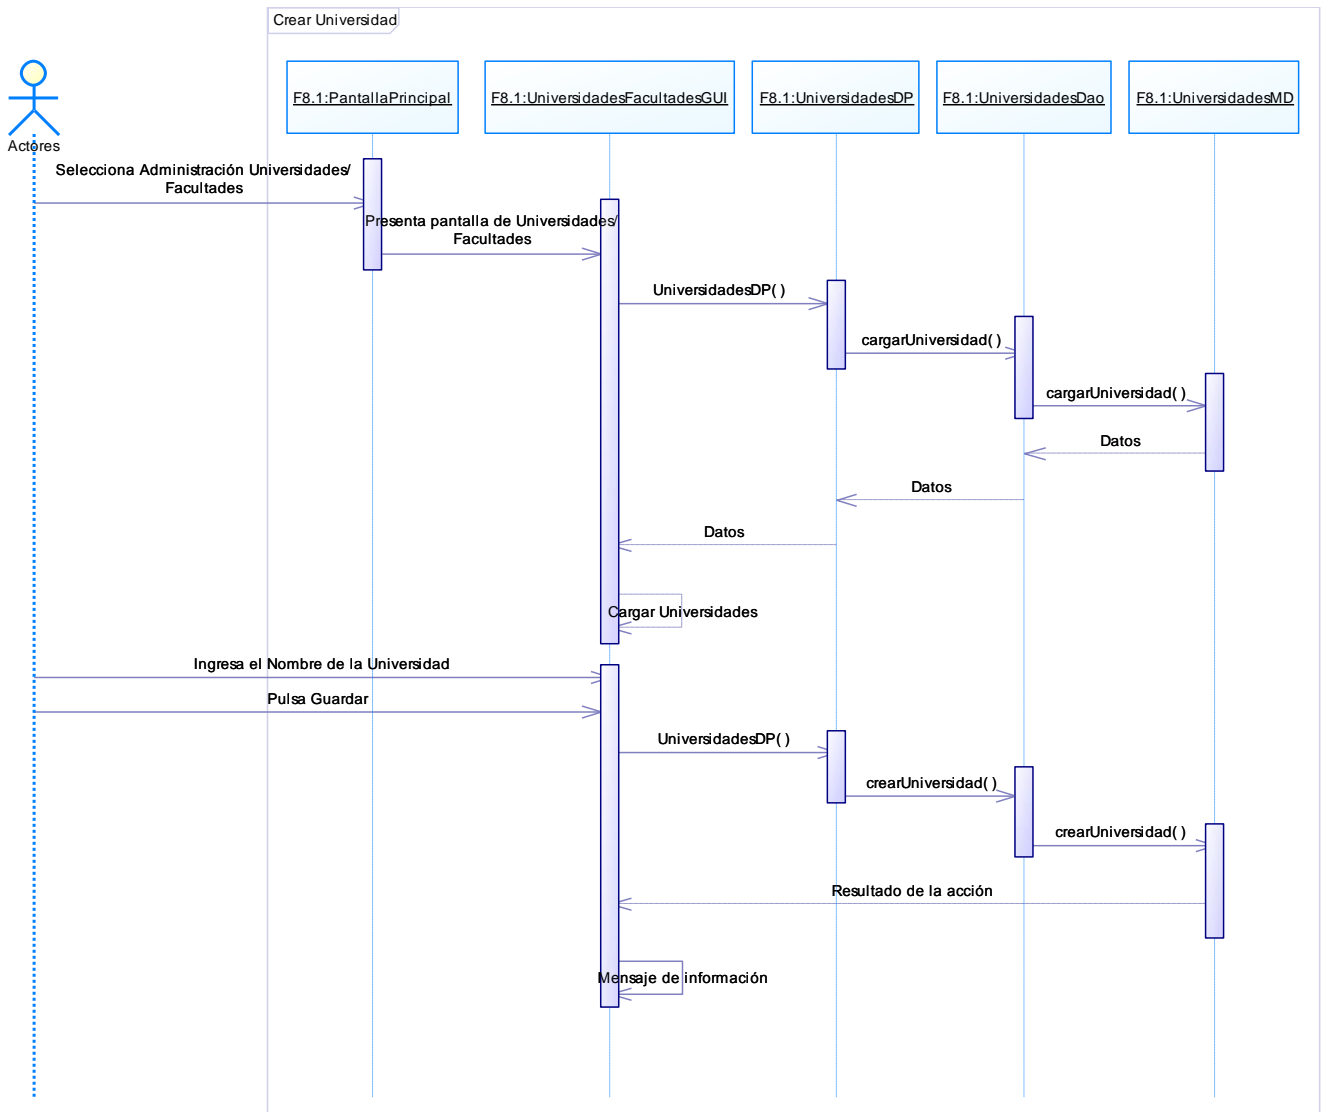 Crear Universidad
F8.1:PantallaPrincipal
F8.1:UniversidadesFacultadesGUI
F8.1:UniversidadesDP
F8.1:UniversidadesDao
F8.1:UniversidadesMD
Actores
Selecciona Administración Universidades/
Facultades
Presenta pantalla de Universidades/
Facultades
UniversidadesDP( )
cargarUniversidad( )
cargarUniversidad( )
Datos
Datos
Datos
Cargar Universidades
Ingresa el Nombre de la Universidad
Pulsa Guardar
UniversidadesDP( )
crearUniversidad( )
crearUniversidad( )
Resultado de la acción
Mensaje de información